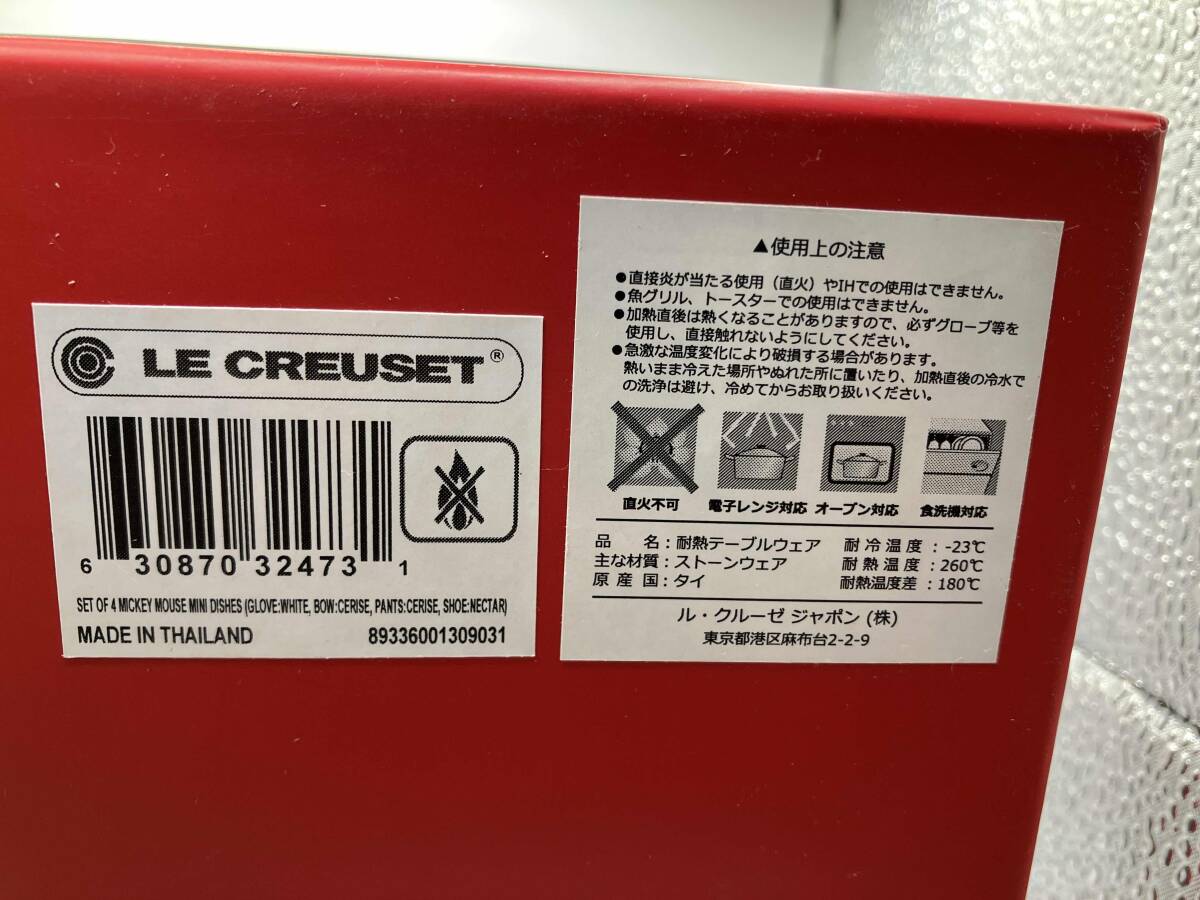 LE CREUSET®
6 30870 32473 1
SET OF 4 MICKEY MOUSE MINI DISHES (GLOVE:WHITE, BOW:CERISE, PANTS:CERISE, SHOE:NECTAR)
MADE IN THAILAND 89336001309031
▲使用上の注意
●直接炎が当たる使用（直火）やIHでの使用はできません。
●魚グリル、トースターでの使用はできません。
●加熱直後は熱くなることがありますので、必ずグローブ等を
使用し、直接触れないようにしてください。
●急激な温度変化により破損する場合があります。
熱いまま冷えた場所やぬれた所に置いたり、加熱直後の冷水で
の洗浄は避け、冷めてからお取り扱いください。
直火不可 電子レンジ対応 オーブン対応 食洗機対応
品名：耐熱テーブルウェア 耐冷温度：-23℃
主な材質：ストーンウェア 耐熱温度：260℃
原産国：タイ 耐熱温度差：180℃
ル・クルーゼ ジャポン (株)
東京都港区麻布台2-2-9